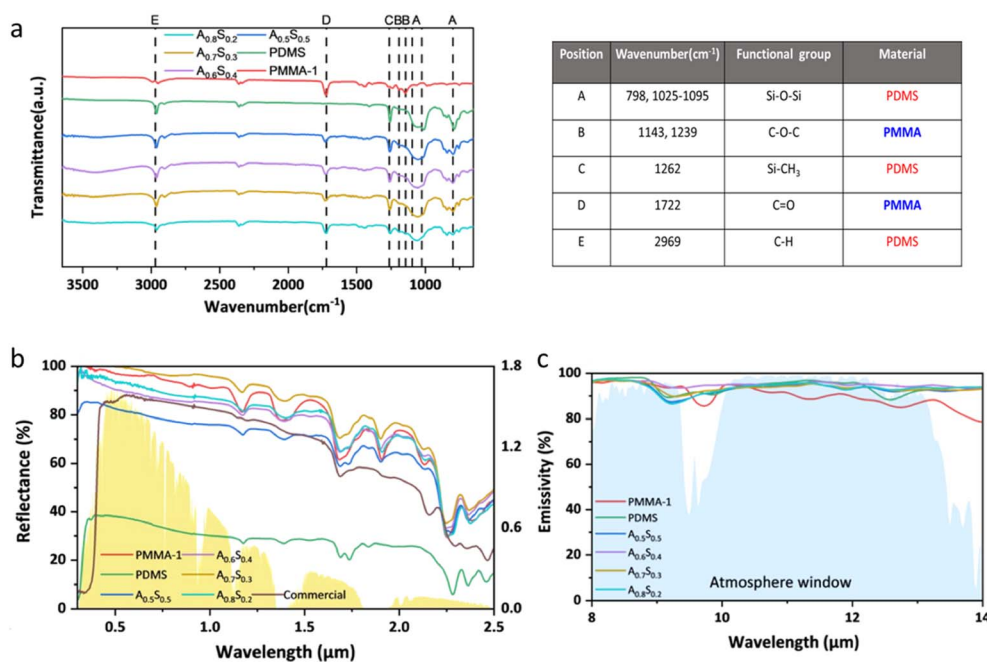 a
E D C B B A A
A0.8S0.2 A0.5S0.5
A0.7S0.3 PDMS
A0.6S0.4 PMMA-1
Transmittance(a.u.)
3500 3000 2500 2000 1500 1000
Wavenumber(cm-1)
Position Wavenumber(cm-1) Functional group Material
A 798, 1025-1095 Si-O-Si PDMS
B 1143, 1239 C-O-C PMMA
C 1262 Si-CH3 PDMS
D 1722 C=O PMMA
E 2969 C-H PDMS
b
100
80
60
40
20
0
Reflectance (%)
1.8
1.2
0.6
0.0
PMMA-1 A0.6S0.4
PDMS A0.7S0.3
A0.5S0.5 A0.8S0.2 Commercial
0.5 1.0 1.5 2.0 2.5
Wavelength (μm)
c
100
80
60
40
20
0
Emissivity (%)
PMMA-1
PDMS
A0.5S0.5
A0.6S0.4
A0.7S0.3
A0.8S0.2
Atmosphere window
8 10 12 14
Wavelength (μm)